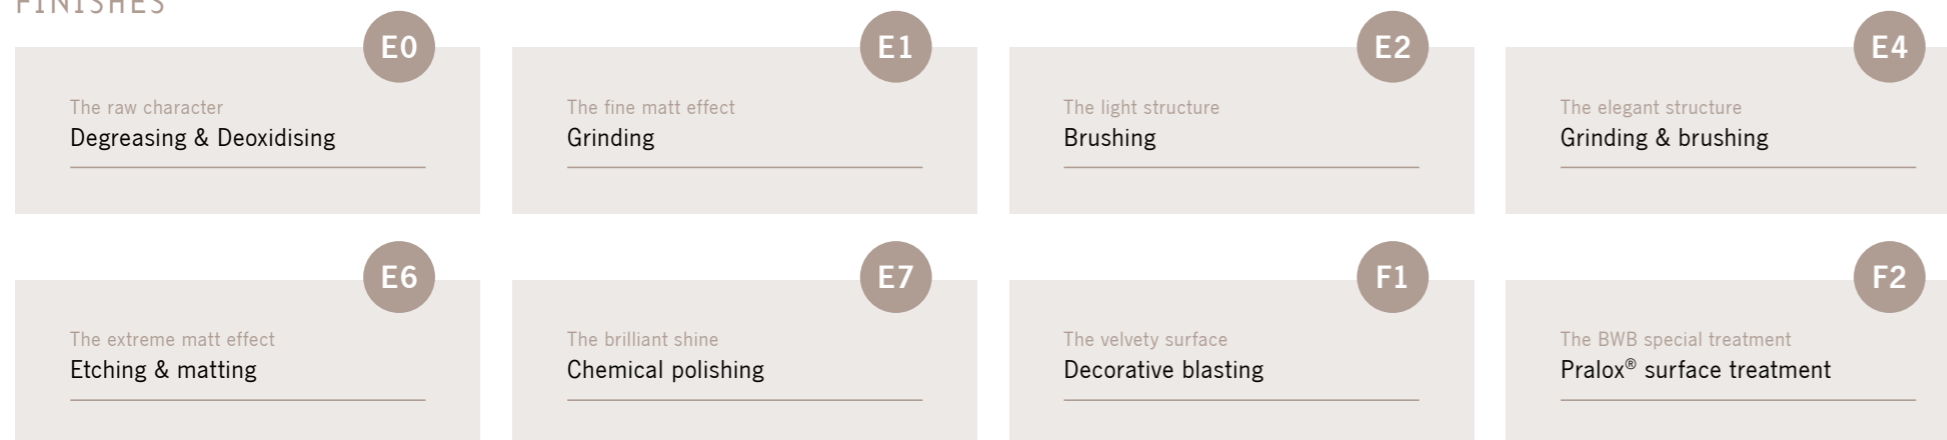 FINISHES
E0
The raw character
Degreasing & Deoxidising
E1
The fine matt effect
Grinding
E2
The light structure
Brushing
E4
The elegant structure
Grinding & brushing
E6
The extreme matt effect
Etching & matting
E7
The brilliant shine
Chemical polishing
F1
The velvety surface
Decorative blasting
F2
The BWB special treatment
Pralox® surface treatment